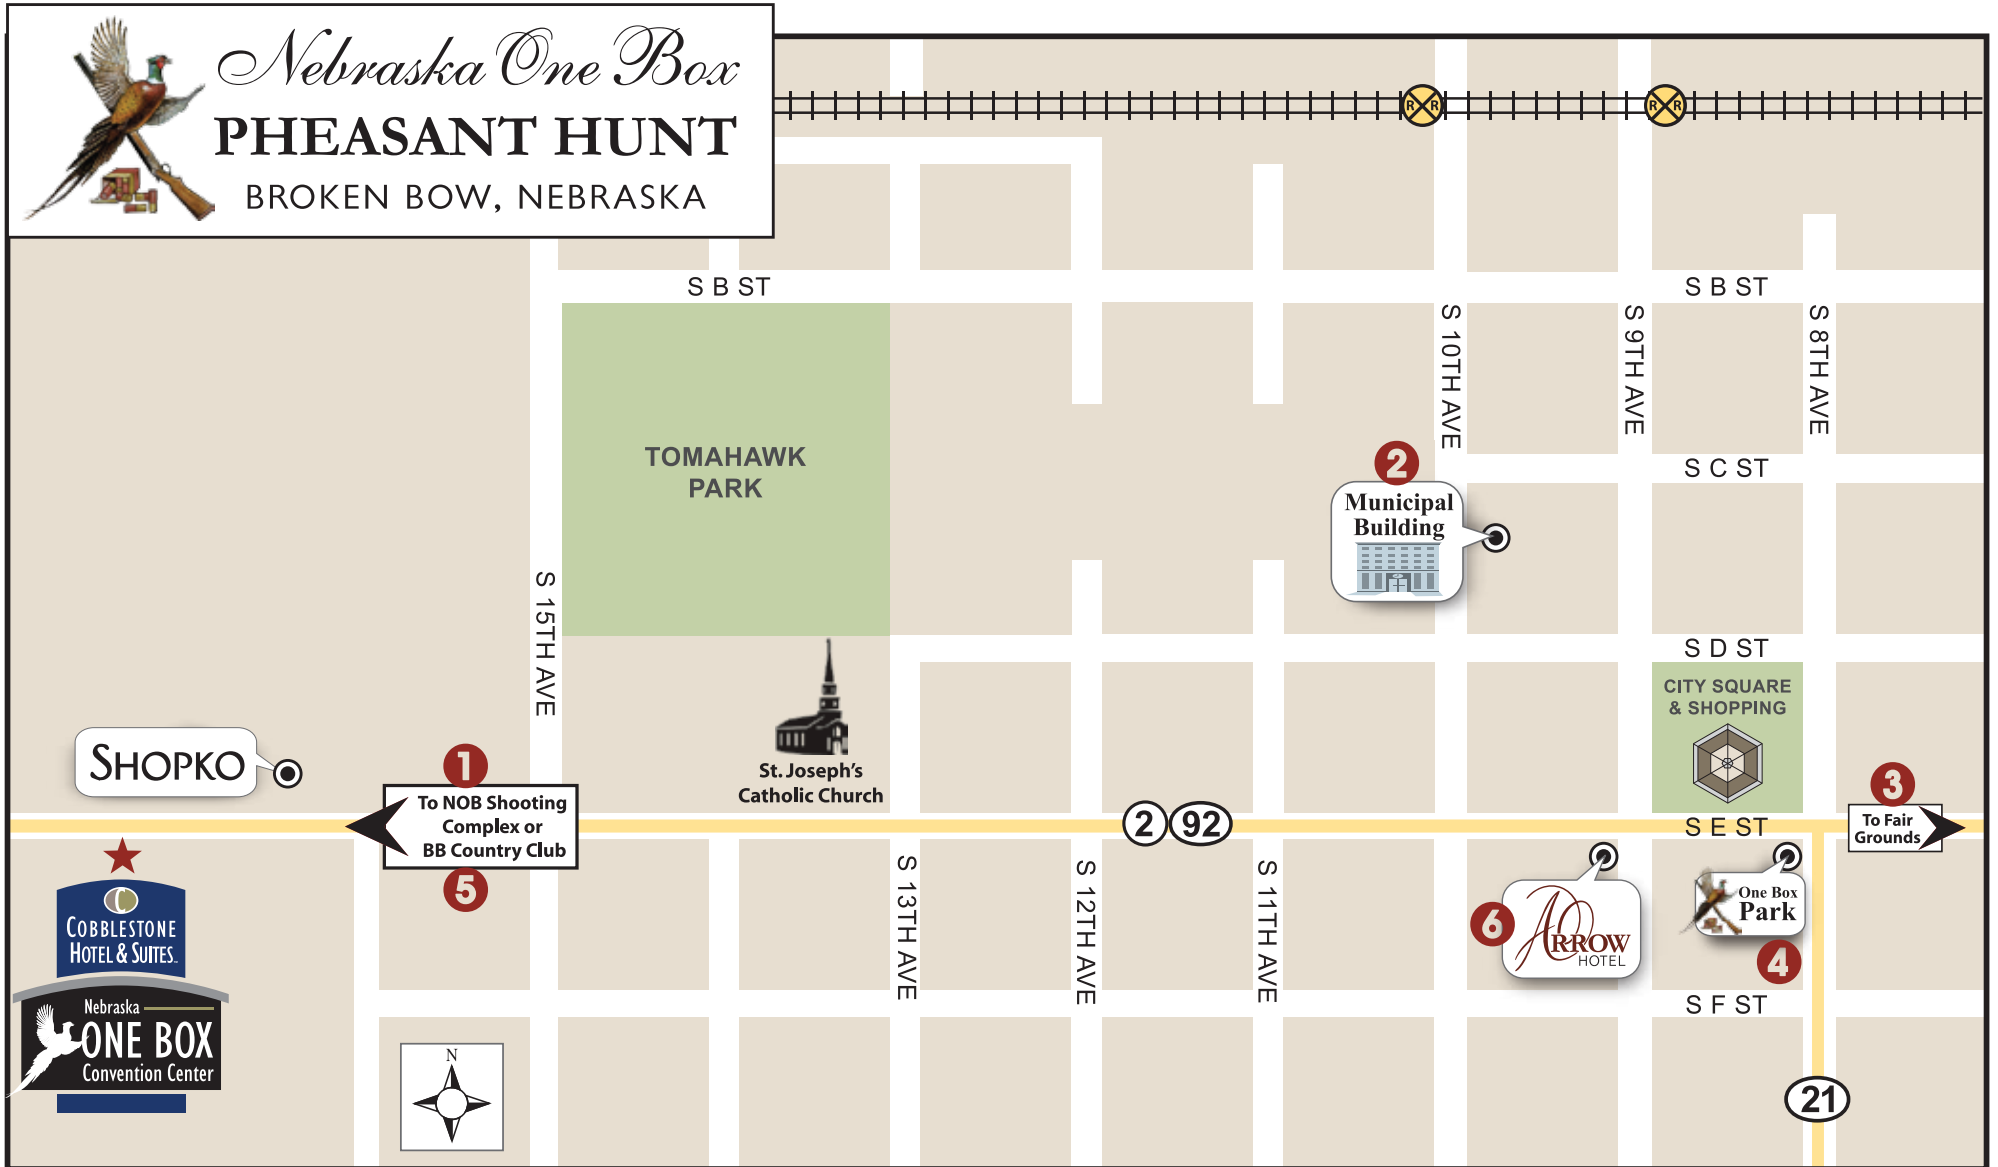 Nebraska One Box
PHEASANT HUNT
BROKEN BOW, NEBRASKA
R R
R R
S B ST
S B ST
S 10TH AVE
S 9TH AVE
S 8TH AVE
TOMAHAWK
PARK
S C ST
2
Municipal
Building
S 15TH AVE
S D ST
CITY SQUARE
& SHOPPING
SHOPKO
St. Joseph's
Catholic Church
1
To NOB Shooting
Complex or
BB Country Club
5
2 92
S E ST
3
To Fair
Grounds
COBBLESTONE
HOTEL & SUITES
Nebraska
ONE BOX
Convention Center
S 13TH AVE
S 12TH AVE
S 11TH AVE
6
ARROW
HOTEL
One Box
Park
4
S F ST
N
21